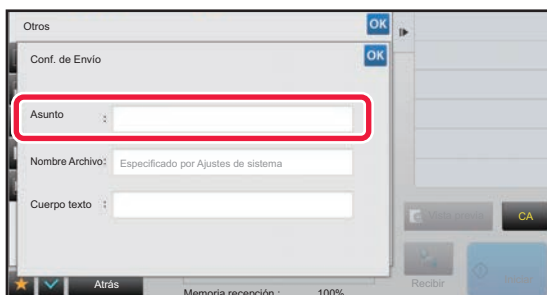 Otros
OK
Conf. de Envío
OK
Asunto :
Nombre Archivo: Especificado por Ajustes de sistema
Cuerpo texto :
CA
Atrás
Memoria recepción : 100%
Recibir